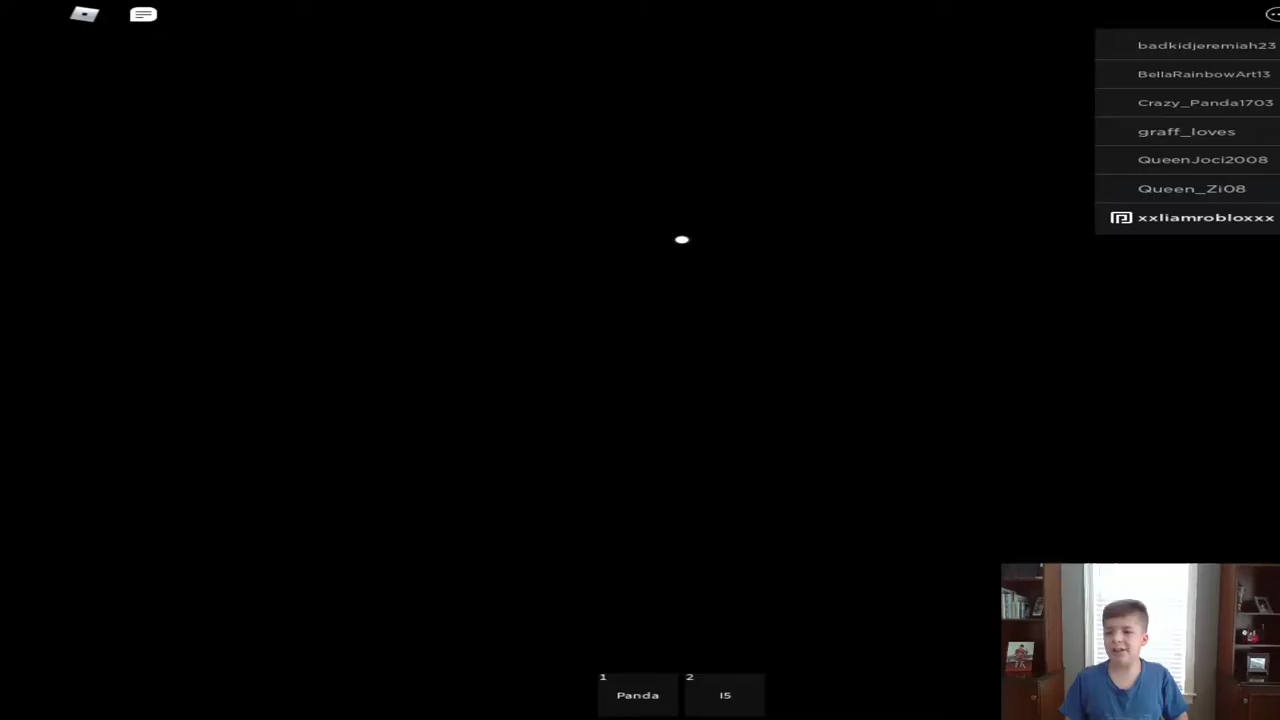 badkidjeremiah23
BellaRainbowArt13
Crazy_Panda1703
graff_loves
QueenJoci2008
Queen_Zi08
xxliamrobloxxx
1
Panda
2
I5